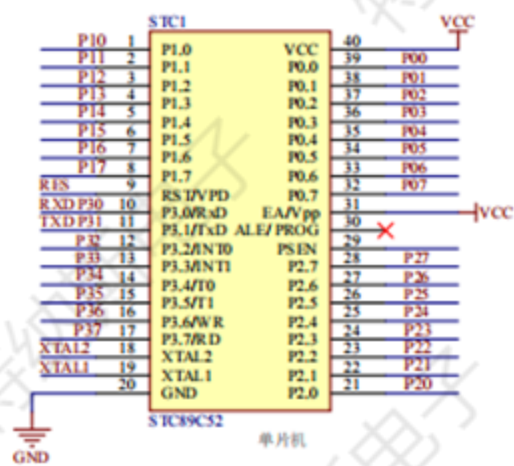 STC1
VCC
P10 1 P1.0 VCC 40
P11 2 P1.1 P0.0 39 P00
P12 3 P1.2 P0.1 38 P01
P13 4 P1.3 P0.2 37 P02
P14 5 P1.4 P0.3 36 P03
P15 6 P1.5 P0.4 35 P04
P16 7 P1.6 P0.5 34 P05
P17 8 P1.7 P0.6 33 P06
RES 9 RST/VPD P0.7 32 P07
RXD P30 10 P3.0/RxD EA/Vpp 31 VCC
TXD P31 11 P3.1/TxD ALE/PROG 30
P32 12 P3.2/INT0 PSEN 29
P33 13 P3.3/INT1 P2.7 28 P27
P34 14 P3.4/T0 P2.6 27 P26
P35 15 P3.5/T1 P2.5 26 P25
P36 16 P3.6/WR P2.4 25 P24
P37 17 P3.7/RD P2.3 24 P23
XTAL2 18 XTAL2 P2.2 23 P22
XTAL1 19 XTAL1 P2.1 22 P21
20 GND P2.0 21 P20
STC89C52
单片机
GND